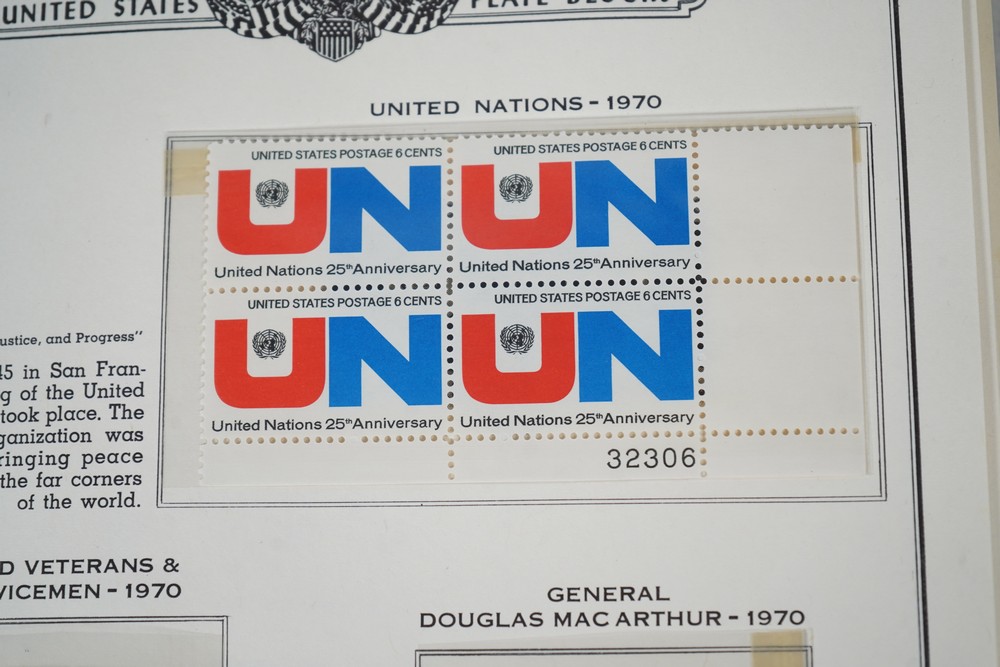 UNITED STATES PLATE BLOCKS
UNITED NATIONS - 1970
UNITED STATES POSTAGE 6 CENTS
UN
United Nations 25th Anniversary
UNITED STATES POSTAGE 6 CENTS
UN
United Nations 25th Anniversary
UNITED STATES POSTAGE 6 CENTS
UN
United Nations 25th Anniversary
UNITED STATES POSTAGE 6 CENTS
UN
United Nations 25th Anniversary
32306
ustice, and Progress"
45 in San Fran-
g of the United
took place. The
ganization was
ringing peace
the far corners
of the world.
D VETERANS &
VICEMEN - 1970
GENERAL
DOUGLAS MAC ARTHUR - 1970